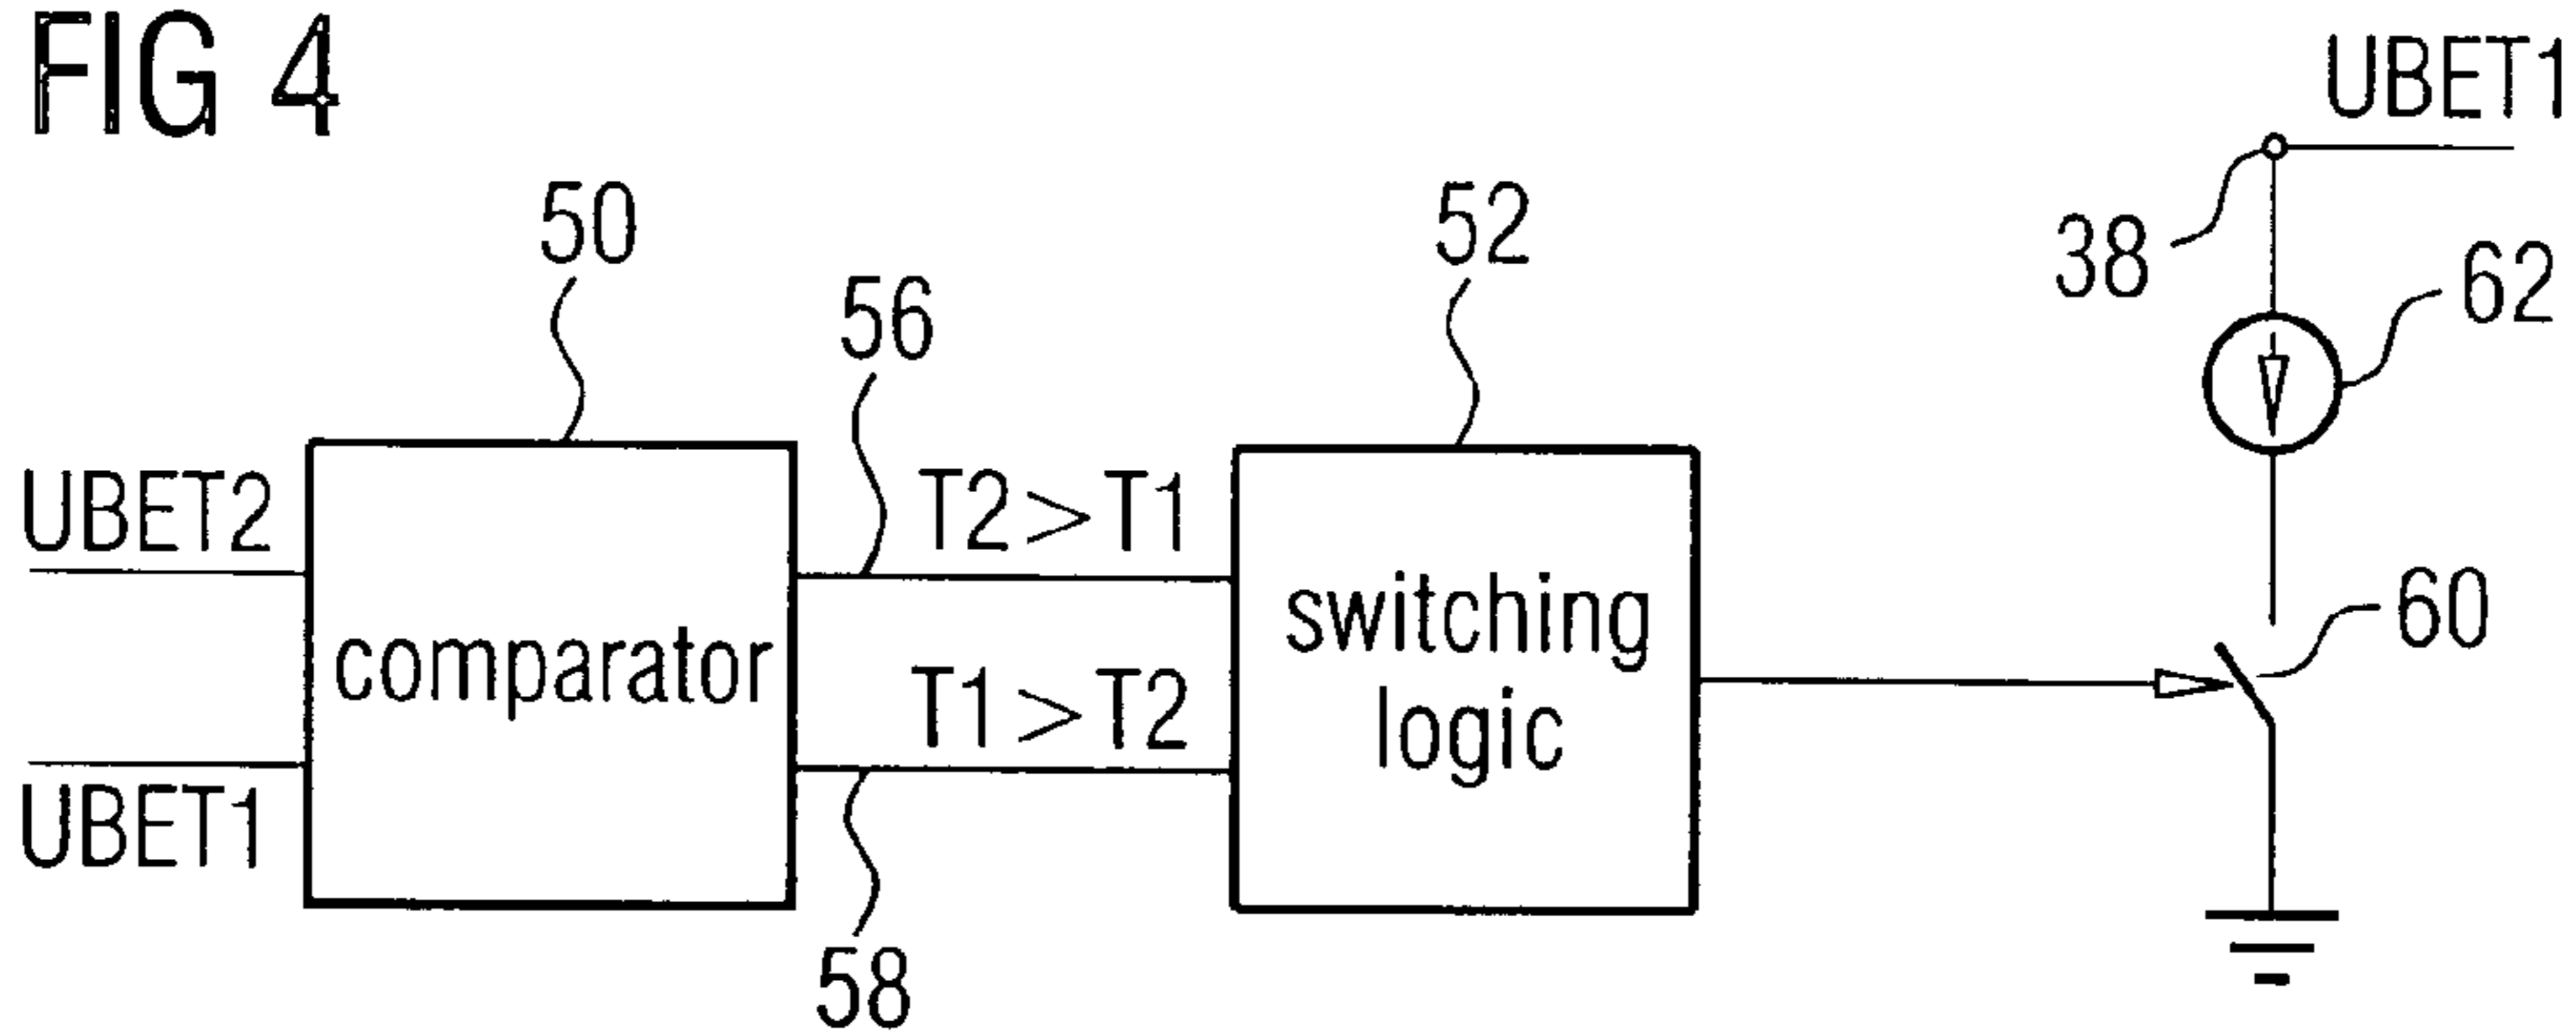 FIG 4
UBET1
50
52
38
62
56
UBET2
T2>T1
comparator
switching
logic
60
T1>T2
UBET1
58